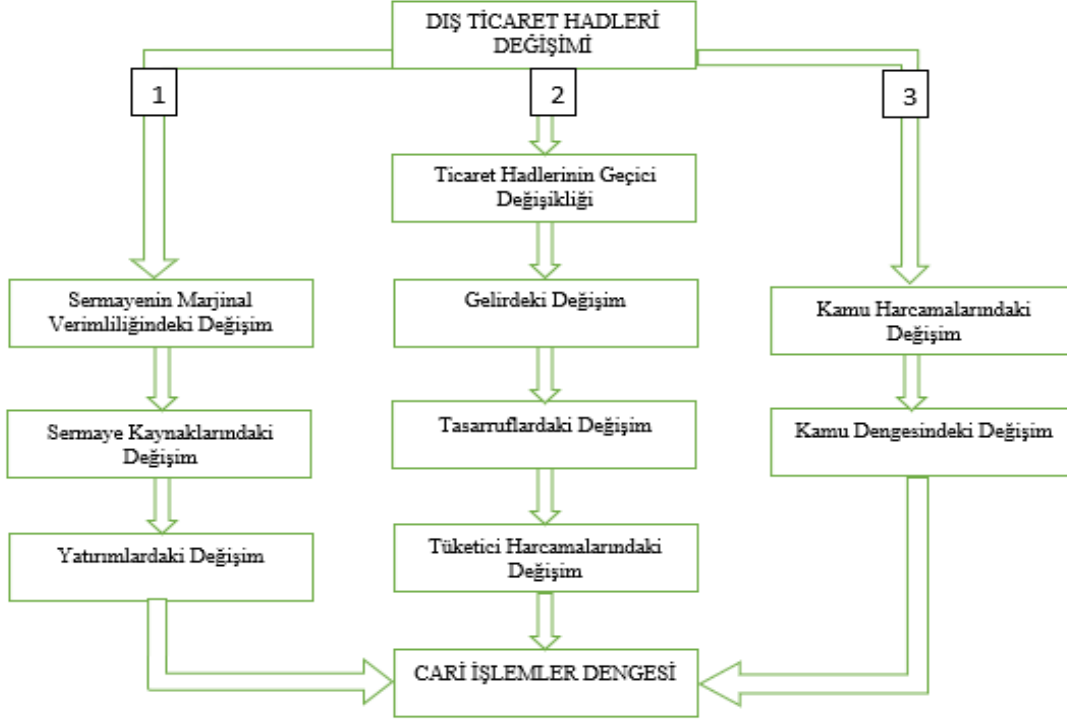 DIŞ TİCARET HADLERİ
DEĞİŞİMİ
1
2
3
Ticaret Hadlerinin Geçici
Değişikliği
Sermayenin Marjinal
Verimliliğindeki Değişim
Gelirdeki Değişim
Kamu Harcamalarındaki
Değişim
Sermaye Kaynaklarındaki
Değişim
Tasarruflardaki Değişim
Kamu Dengesindeki Değişim
Yatırımlardaki Değişim
Tüketici Harcamalarındaki
Değişim
CARİ İŞLEMLER DENGESİ